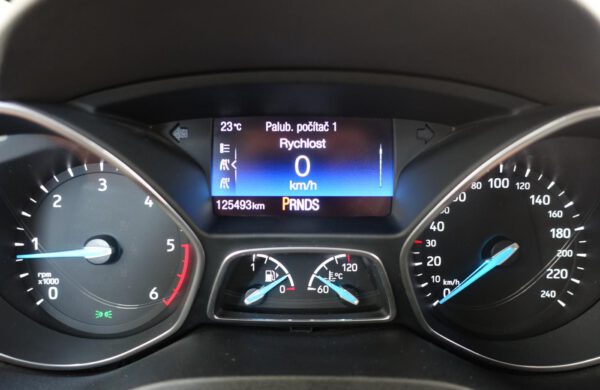 23°C Palub. počítač 1
Rychlost
0
km/h
125493km PRNDS
0 1 2 3 4 5 6
rpm
x1000
0 1
60 120
°C
0 10 20 30 40 60 80 100 120 140 160 180 200 220 240
km/h